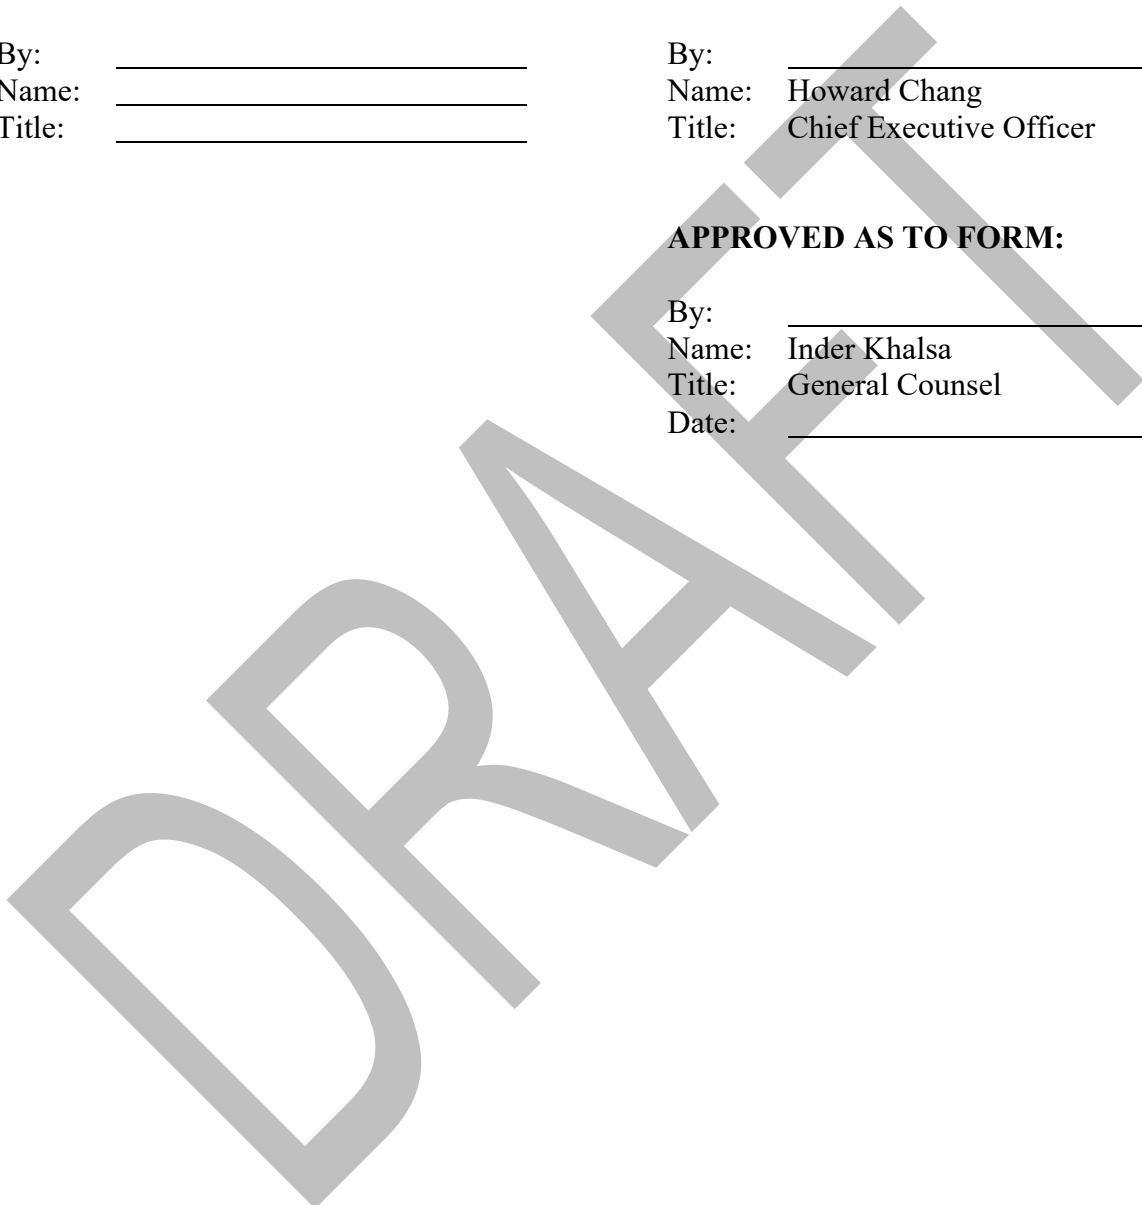 By:
Name:
Title:
By:
Name: Howard Chang
Title: Chief Executive Officer
APPROVED AS TO FORM:
By:
Name: Inder Khalsa
Title: General Counsel
Date:
DRAFT